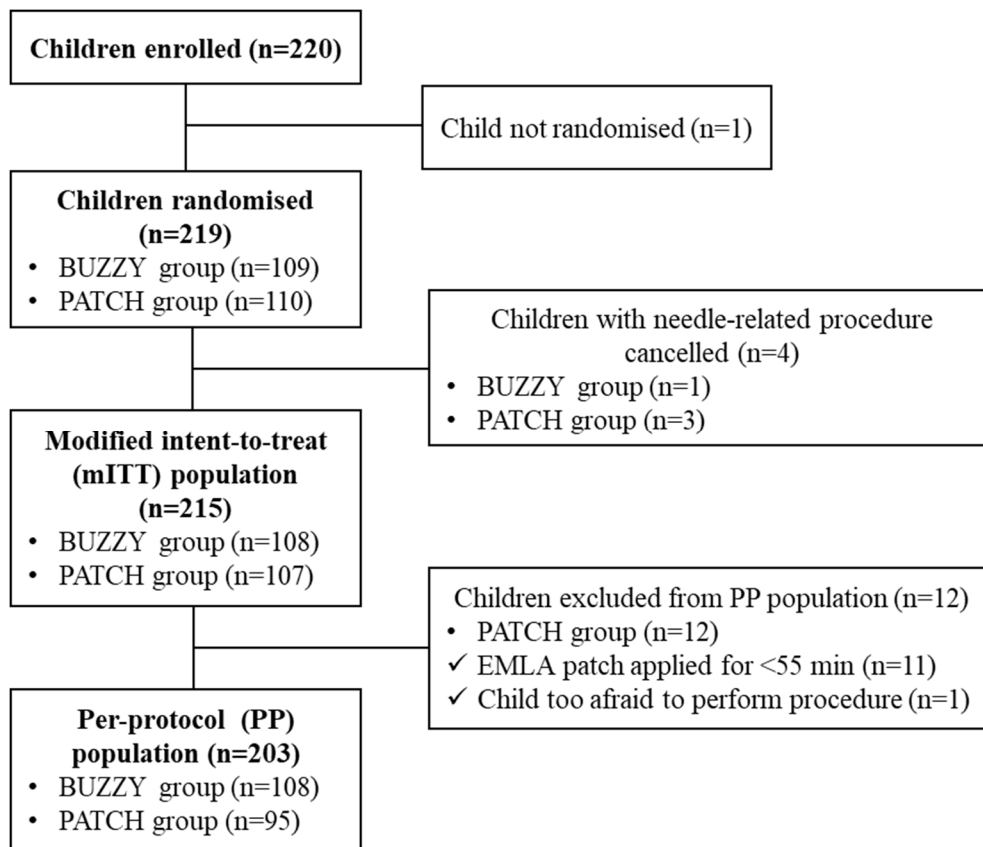 Children enrolled (n=220)
Child not randomised (n=1)
Children randomised
(n=219)
• BUZZY group (n=109)
• PATCH group (n=110)
Children with needle-related procedure
cancelled (n=4)
• BUZZY group (n=1)
• PATCH group (n=3)
Modified intent-to-treat
(mITT) population
(n=215)
• BUZZY group (n=108)
• PATCH group (n=107)
Children excluded from PP population (n=12)
• PATCH group (n=12)
✓ EMLA patch applied for <55 min (n=11)
✓ Child too afraid to perform procedure (n=1)
Per-protocol (PP)
population (n=203)
• BUZZY group (n=108)
• PATCH group (n=95)